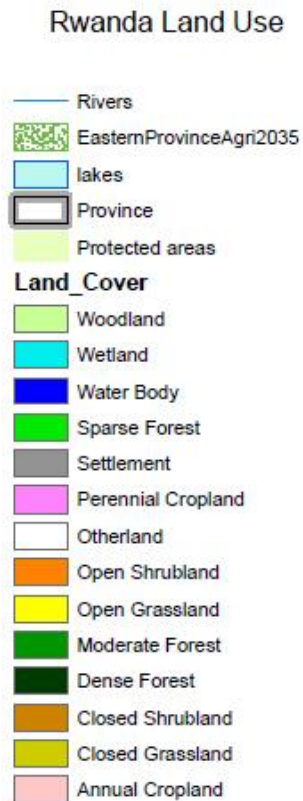 Rwanda Land Use
Rivers
EasternProvinceAgri2035
lakes
Province
Protected areas
Land_Cover
Woodland
Wetland
Water Body
Sparse Forest
Settlement
Perennial Cropland
Otherland
Open Shrubland
Open Grassland
Moderate Forest
Dense Forest
Closed Shrubland
Closed Grassland
Annual Cropland